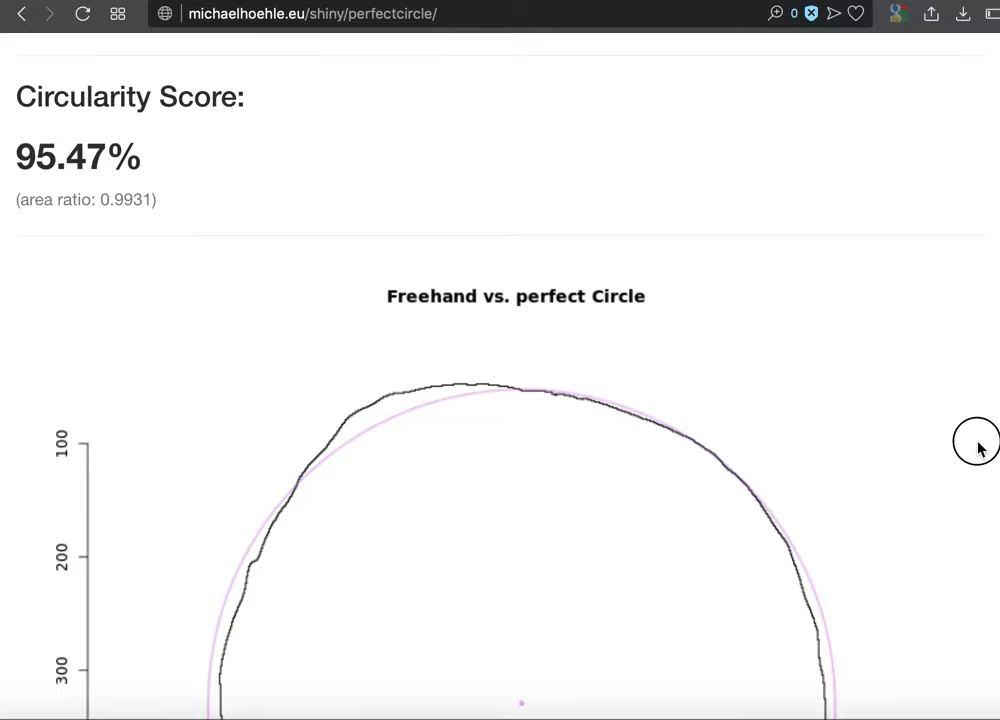 michaelhoehle.eu/shiny/perfectcircle/
0
Circularity Score:
95.47%
(area ratio: 0.9931)
Freehand vs. perfect Circle
100
200
300